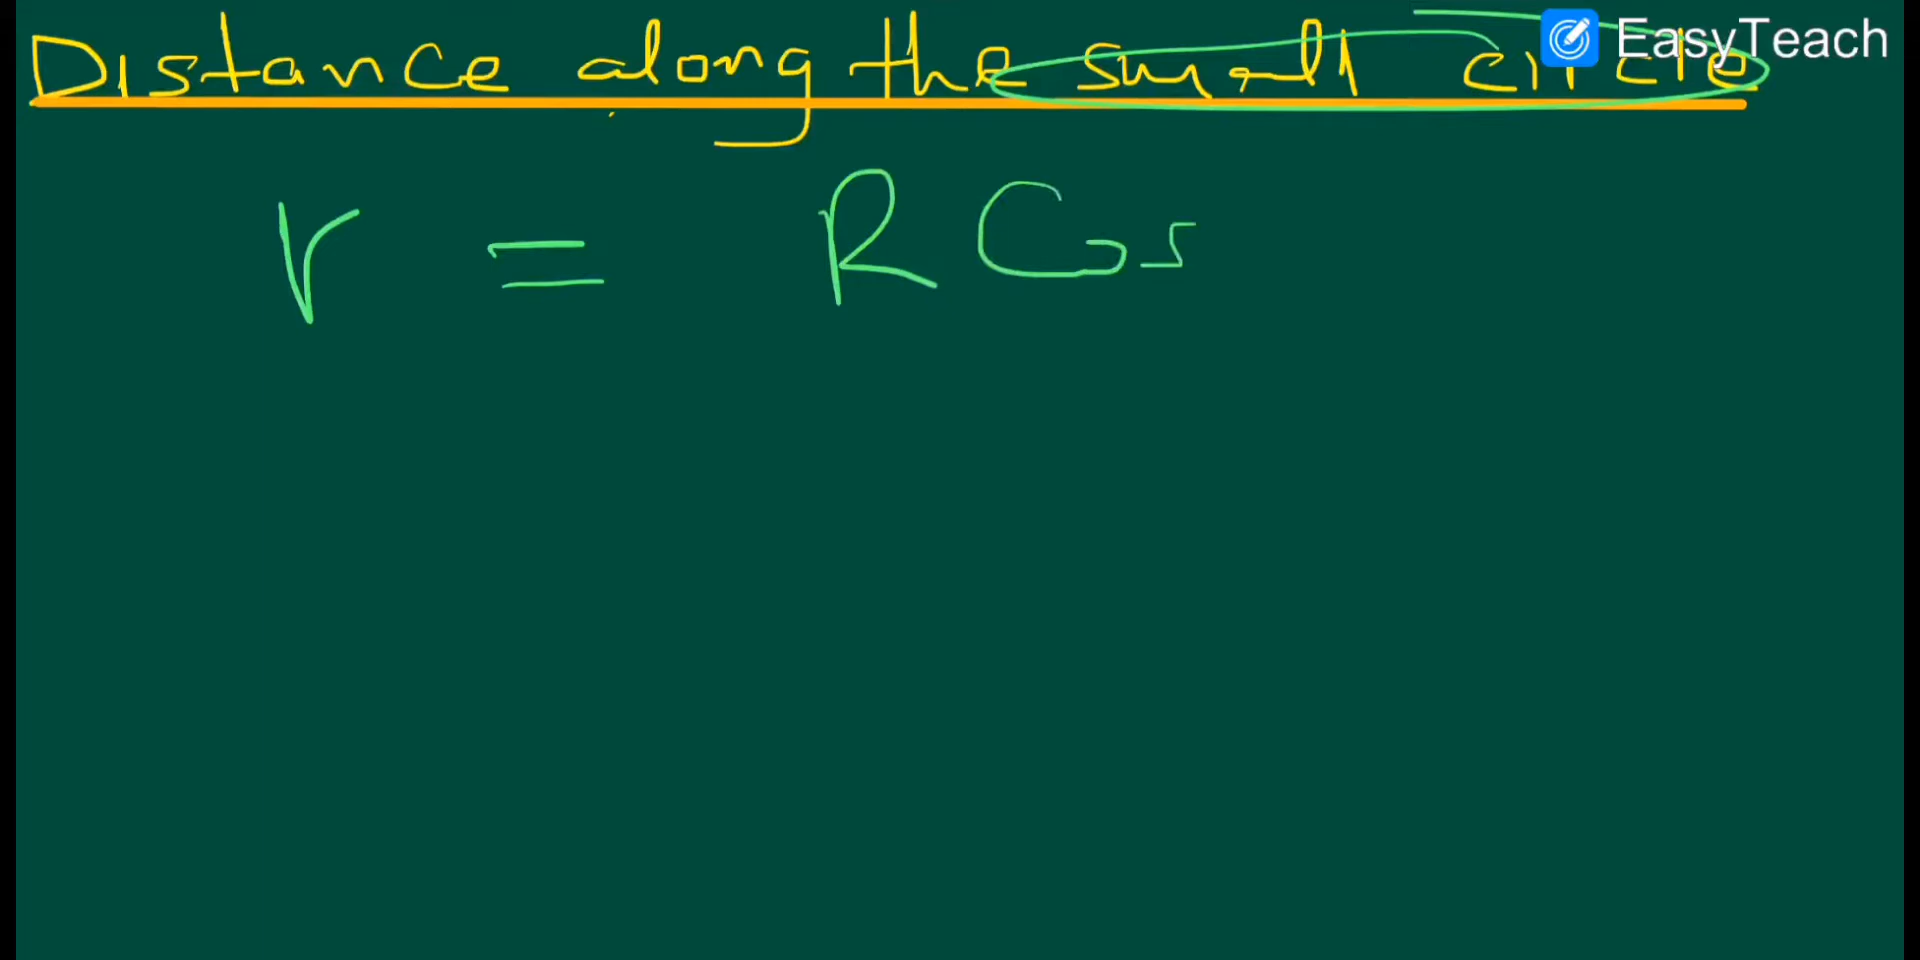 Distance along the small circle
EasyTeach
r = R Cos